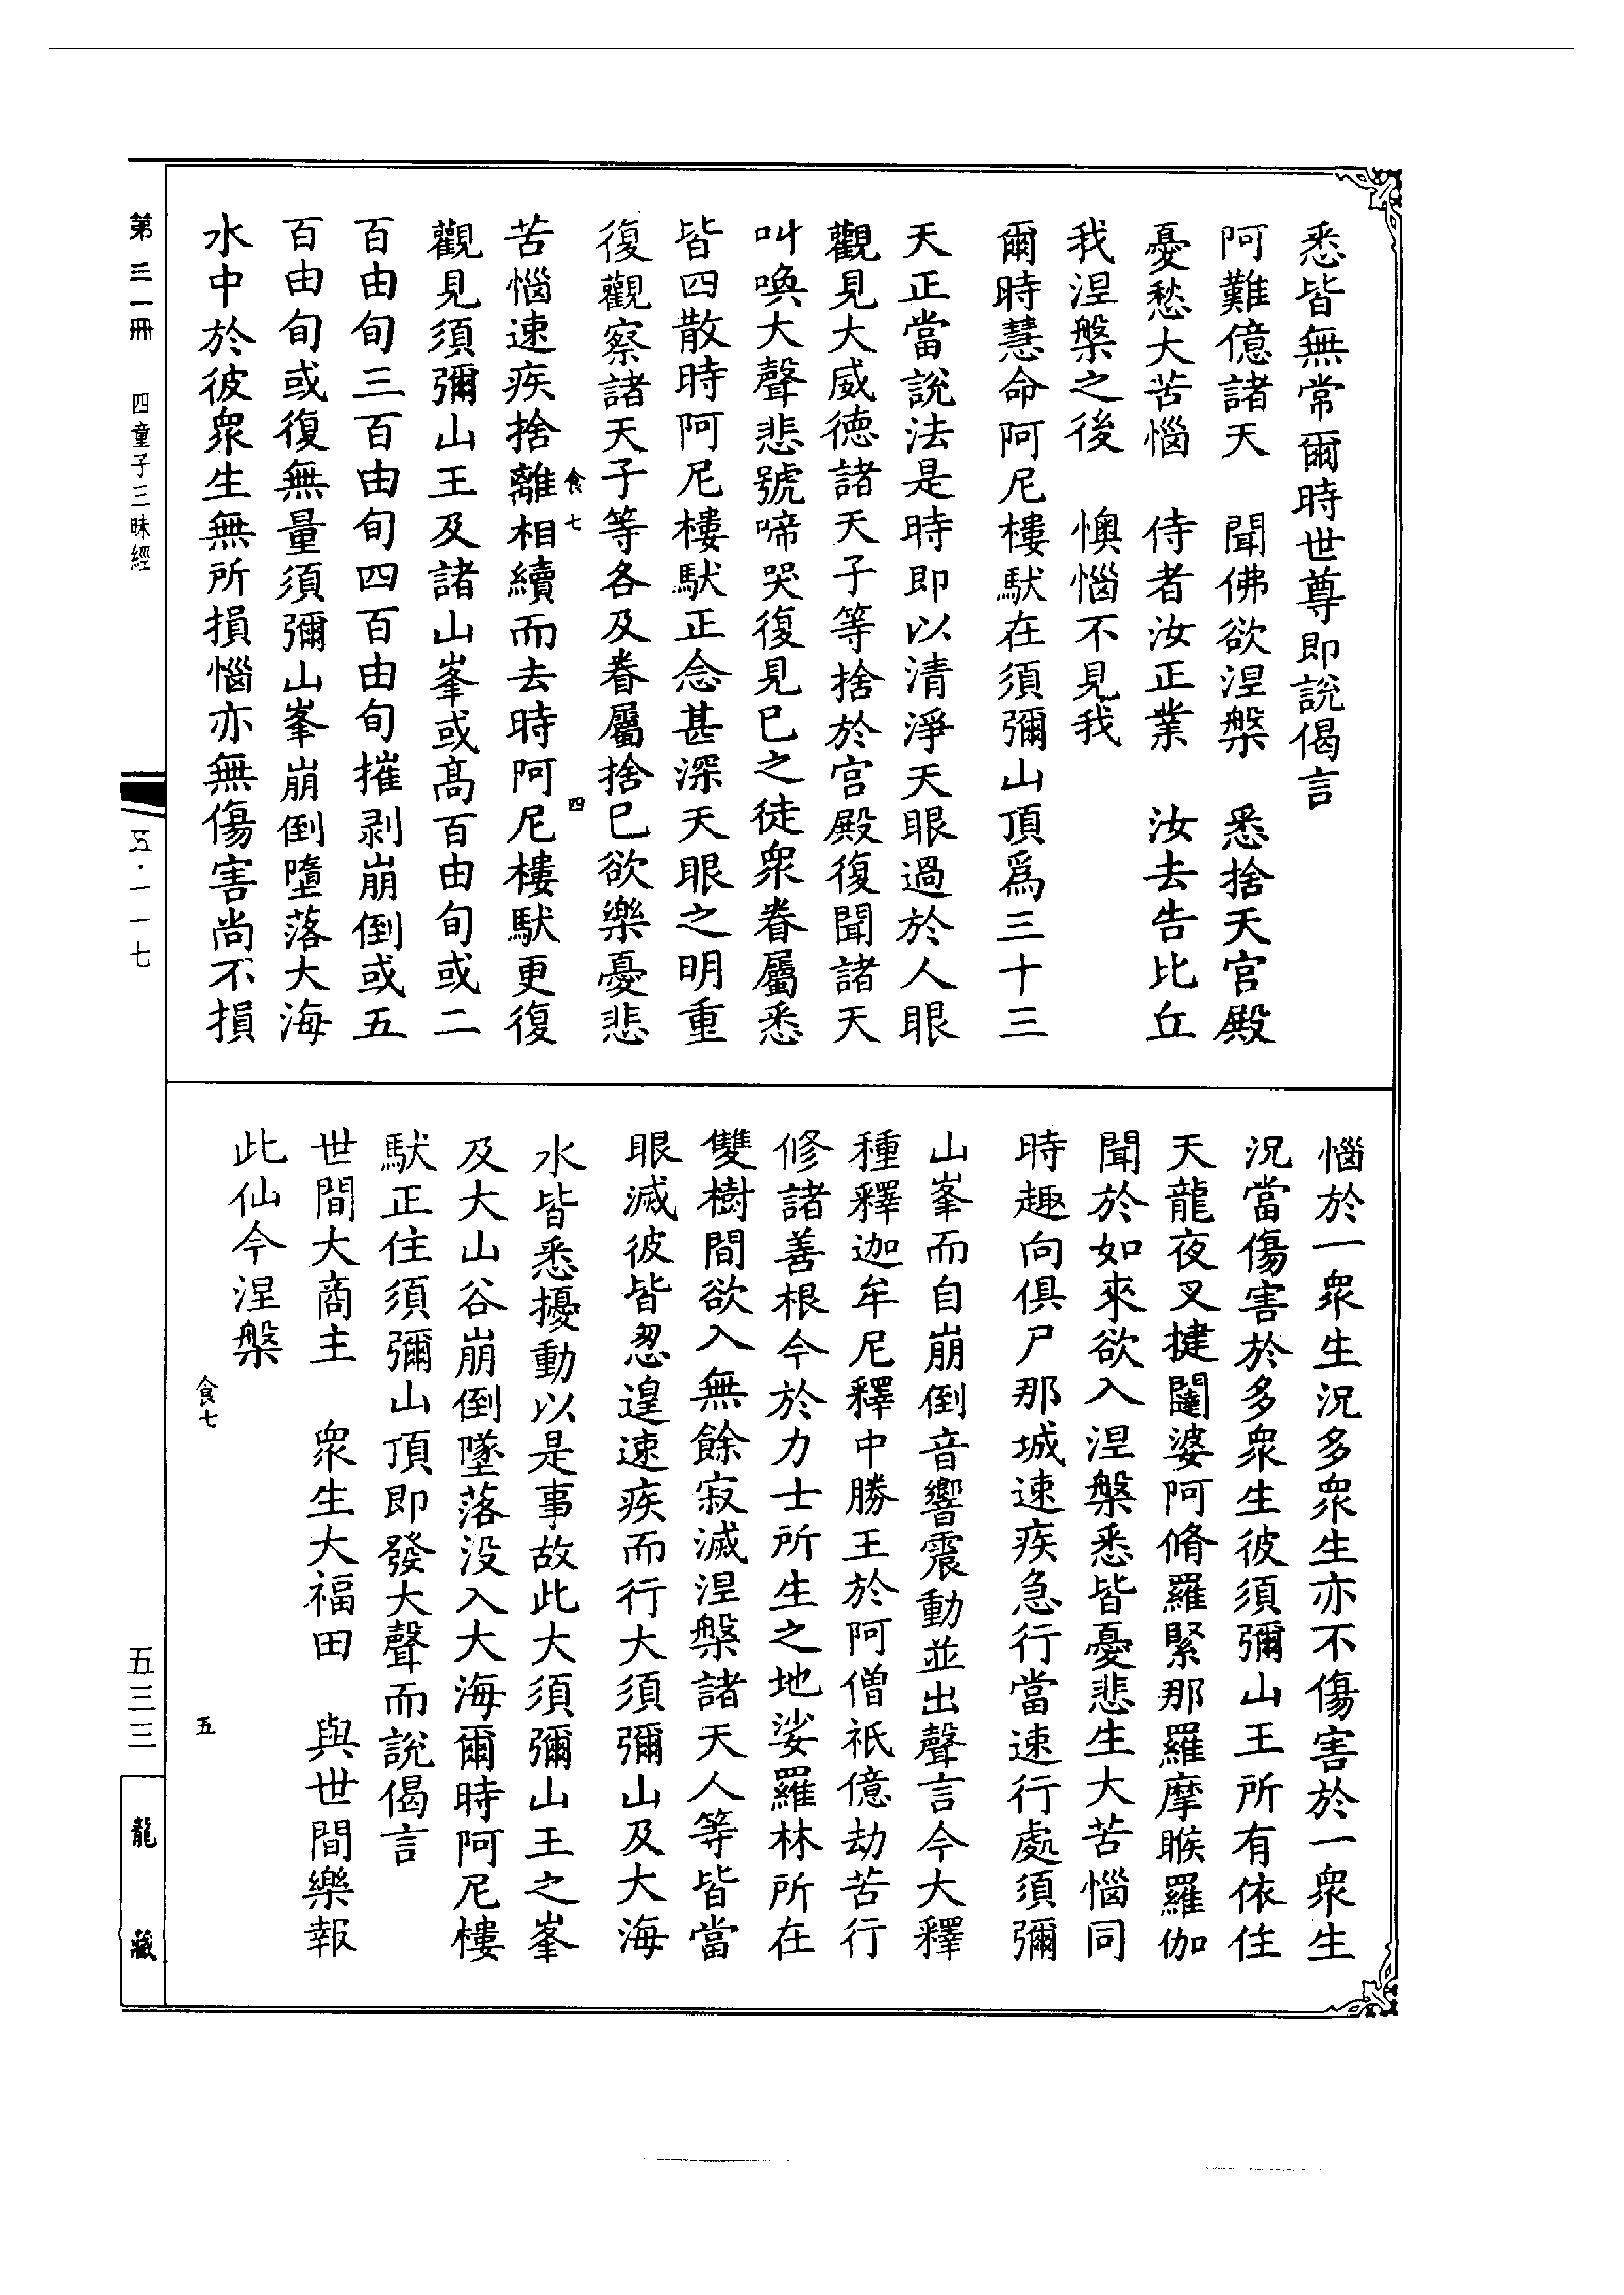 悉皆無常爾時世尊即說偈言
阿難億諸天　聞佛欲涅槃　悉捨天官殿
憂愁大苦惱　侍者汝正業　汝去告比丘
我涅槃之後　懊惱不見我
爾時慧命阿尼樓馱在須彌山頂爲三十三
天正當說法是時即以清淨天眼過於人眼
觀見大威德諸天子等捨於宮殿復聞諸天
叫喚大聲悲號啼哭復見已之徒衆眷屬悉
皆四散時阿尼樓馱正念甚深天眼之明重
復觀察諸天子等各及眷屬捨已欲樂憂悲
食七
四
苦惱速疾捨離相續而去時阿尼樓馱更復
觀見須彌山王及諸山峯或高百由旬或二
百由旬三百由旬四百由旬摧剥崩倒或五
百由旬或復無量須彌山峯崩倒墮落大海
水中於彼衆生無所損惱亦無傷害尚不損
惱於一衆生況多衆生亦不傷害於一衆生
況當傷害於多衆生彼須彌山王所有依住
天龍夜叉揵闥婆阿脩羅緊那羅摩睺羅伽
聞於如來欲入涅槃悉皆憂悲生大苦惱同
時趣向俱尸那城速疾急行當速行處須彌
山峯而自崩倒音響震動並出聲言今大釋
種釋迦牟尼釋中勝王於阿僧祇億劫苦行
修諸善根今於力士所生之地娑羅林所在
雙樹間欲入無餘寂滅涅槃諸天人等皆當
眼滅彼皆忽遑速疾而行大須彌山及大海
水皆悉擾動以是事故此大須彌山王之峯
及大山谷崩倒墜落没入大海爾時阿尼樓
馱正住須彌山頂即發大聲而說偈言
世間大商主　衆生大福田　與世間樂報
此仙今涅槃
食七
五
第三一冊
四童子三昧經
五·一一七
五三三
龍藏